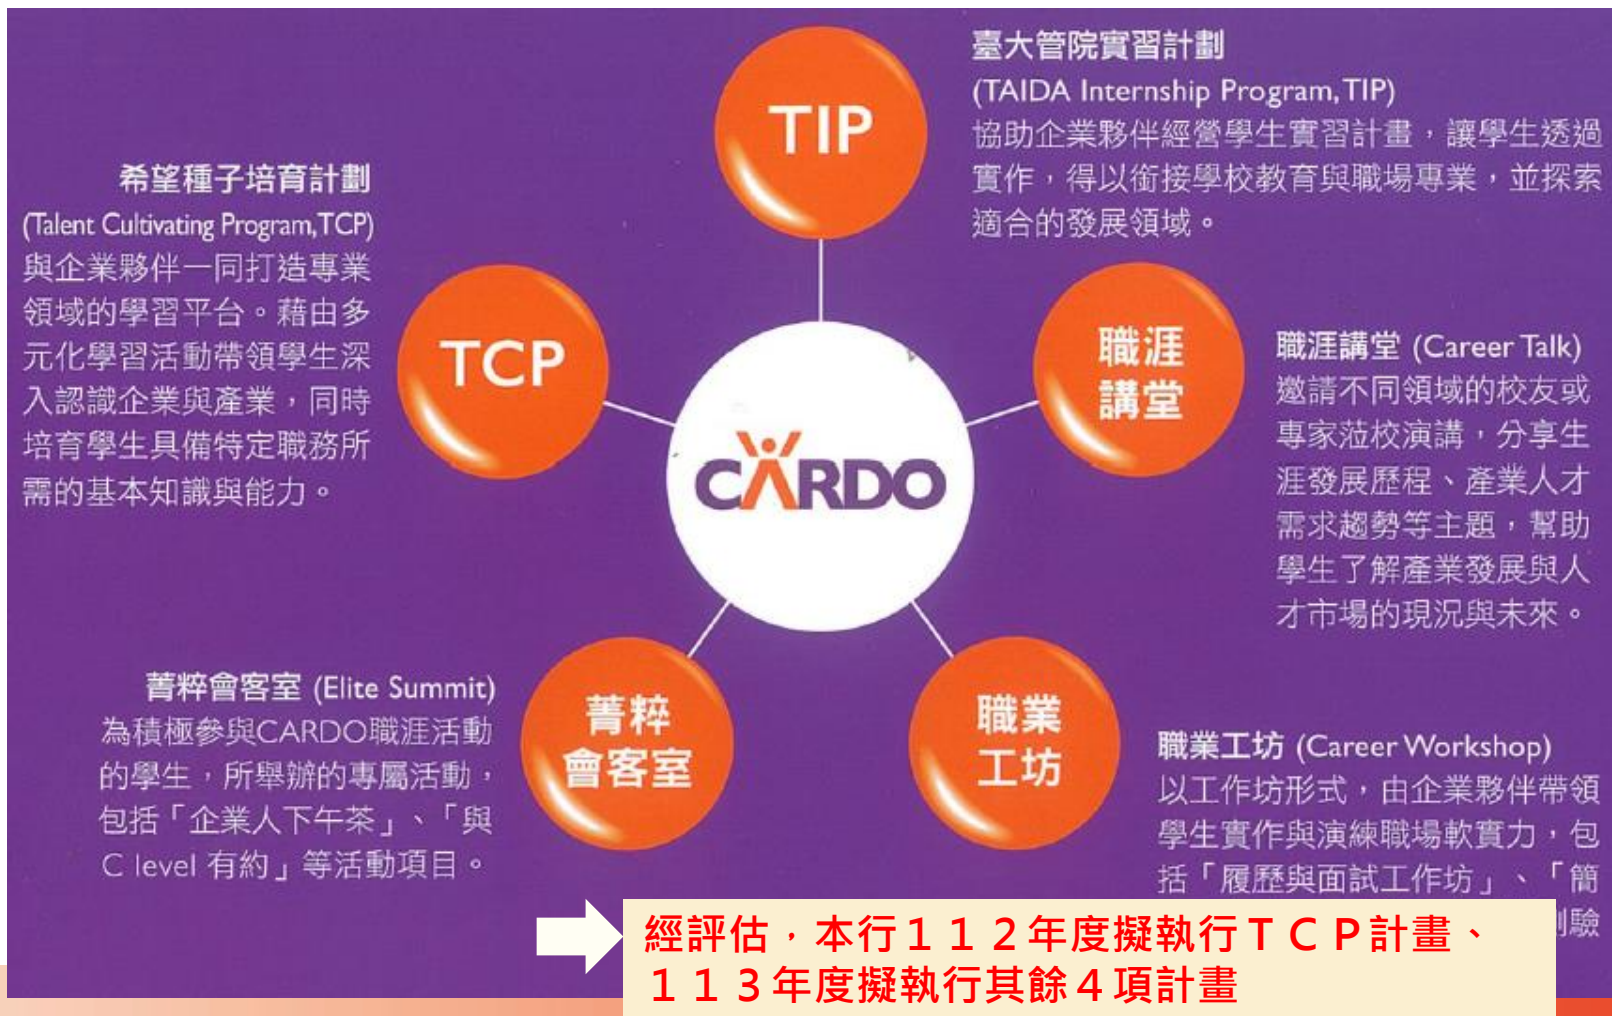 TIP
臺大管院實習計劃
(TAIDA Internship Program, TIP)
協助企業夥伴經營學生實習計畫，讓學生透過
實作，得以銜接學校教育與職場專業，並探索
適合的發展領域。
希望種子培育計劃
(Talent Cultivating Program, TCP)
與企業夥伴一同打造專業
領域的學習平台。藉由多
元化學習活動帶領學生深
入認識企業與產業，同時
培育學生具備特定職務所
需的基本知識與能力。
TCP
職涯
講堂
職涯講堂 (Career Talk)
邀請不同領域的校友或
專家蒞校演講，分享生
涯發展歷程、產業人才
需求趨勢等主題，幫助
學生了解產業發展與人
才市場的現況與未來。
CARDO
菁粹會客室 (Elite Summit)
為積極參與CARDO職涯活動
的學生，所舉辦的專屬活動，
包括「企業人下午茶」、「與
C level 有約」等活動項目。
菁粹
會客室
職業
工坊
職業工坊 (Career Workshop)
以工作坊形式，由企業夥伴帶領
學生實作與演練職場軟實力，包
括「履歷與面試工作坊」、「簡
驗
經評估，本行１１２年度擬執行ＴＣＰ計畫、
１１３年度擬執行其餘４項計畫